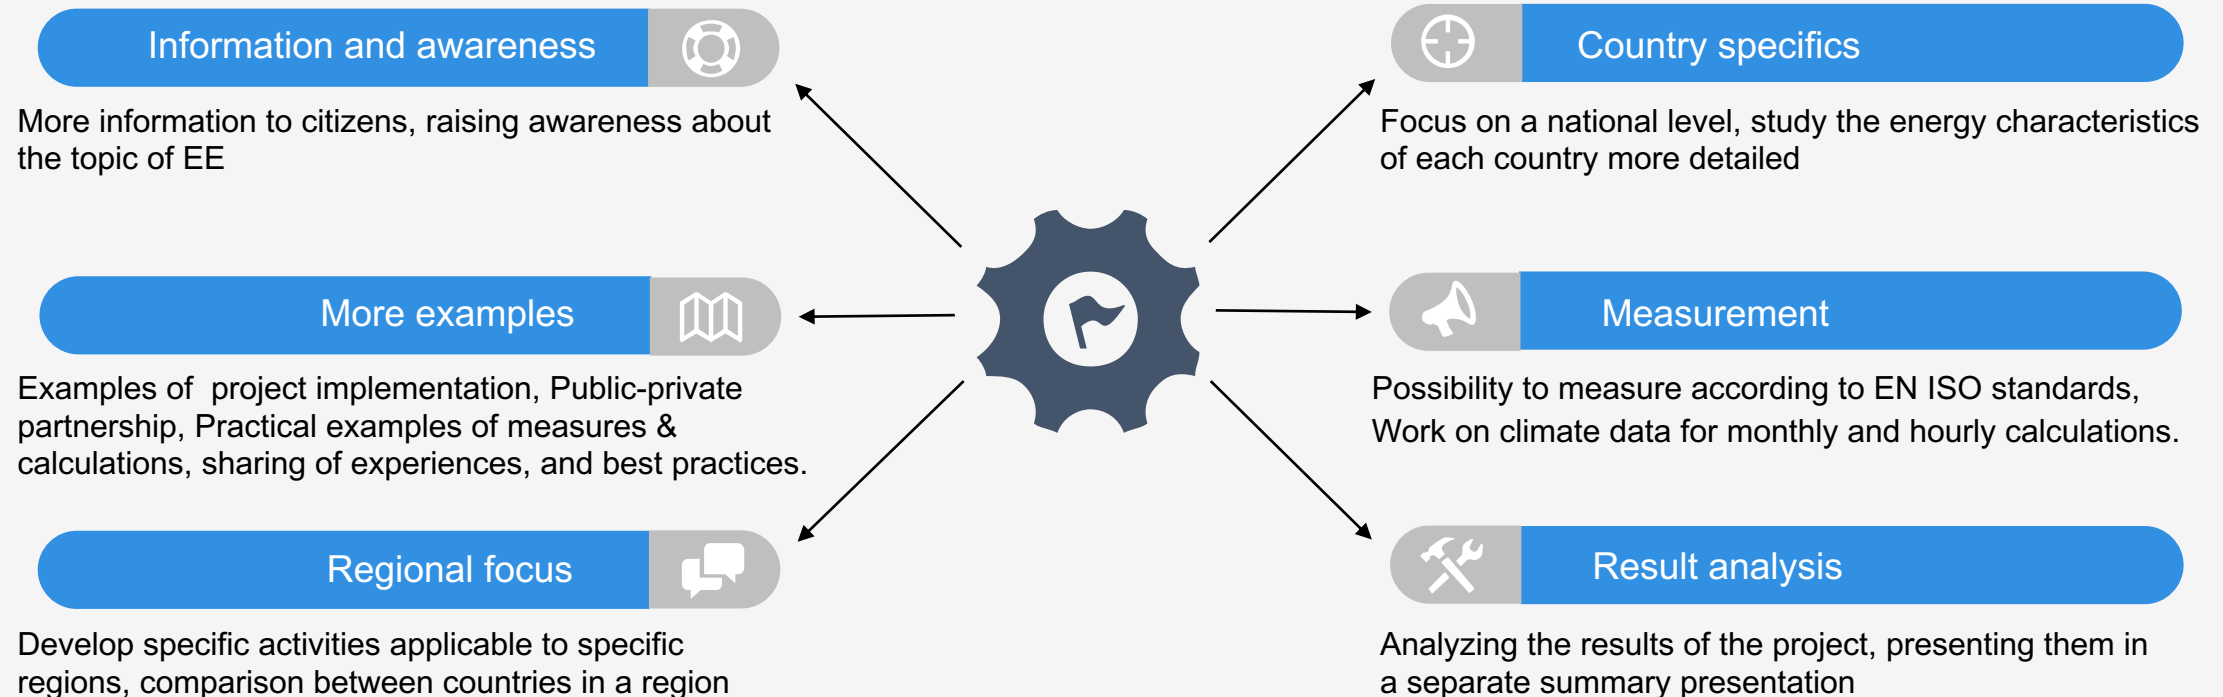 Information and awareness
More information to citizens, raising awareness about
the topic of EE
More examples
Examples of  project implementation, Public-private
partnership, Practical examples of measures &
calculations, sharing of experiences, and best practices.
Regional focus
Develop specific activities applicable to specific
regions, comparison between countries in a region
Country specifics
Focus on a national level, study the energy characteristics
of each country more detailed
Measurement
Possibility to measure according to EN ISO standards,
Work on climate data for monthly and hourly calculations.
Result analysis
Analyzing the results of the project, presenting them in
a separate summary presentation